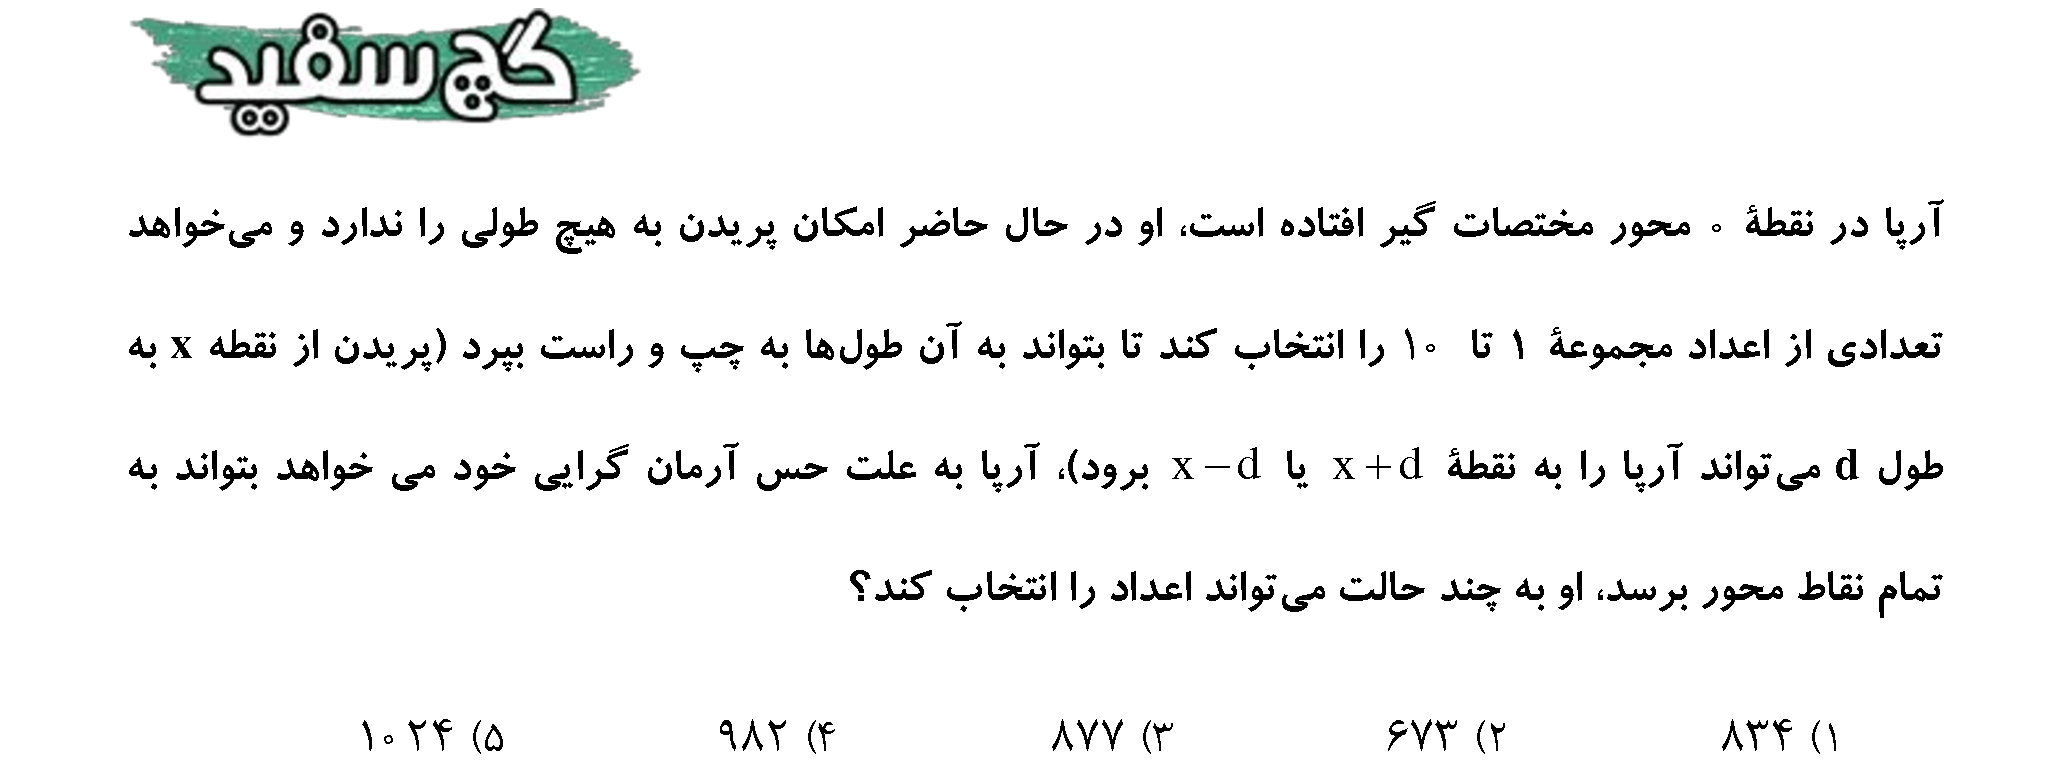 گچ سفید
آرپا در نقطهٔ ۰ محور مختصات گیر افتاده است، او در حال حاضر امکان پریدن به هیچ طولی را ندارد و می‌خواهد
تعدادی از اعداد مجموعهٔ ۱ تا ۱۰ را انتخاب کند تا بتواند به آن طول‌ها به چپ و راست بپرد (پریدن از نقطه x به
طول d می‌تواند آرپا را به نقطهٔ x+d یا x−d برود)، آرپا به علت حس آرمان گرایی خود می خواهد بتواند به
تمام نقاط محور برسد، او به چند حالت می‌تواند اعداد را انتخاب کند؟
۱) ۸۳۴ ۲) ۶۷۳ ۳) ۸۷۷ ۴) ۹۸۲ ۵) ۱۰۲۴